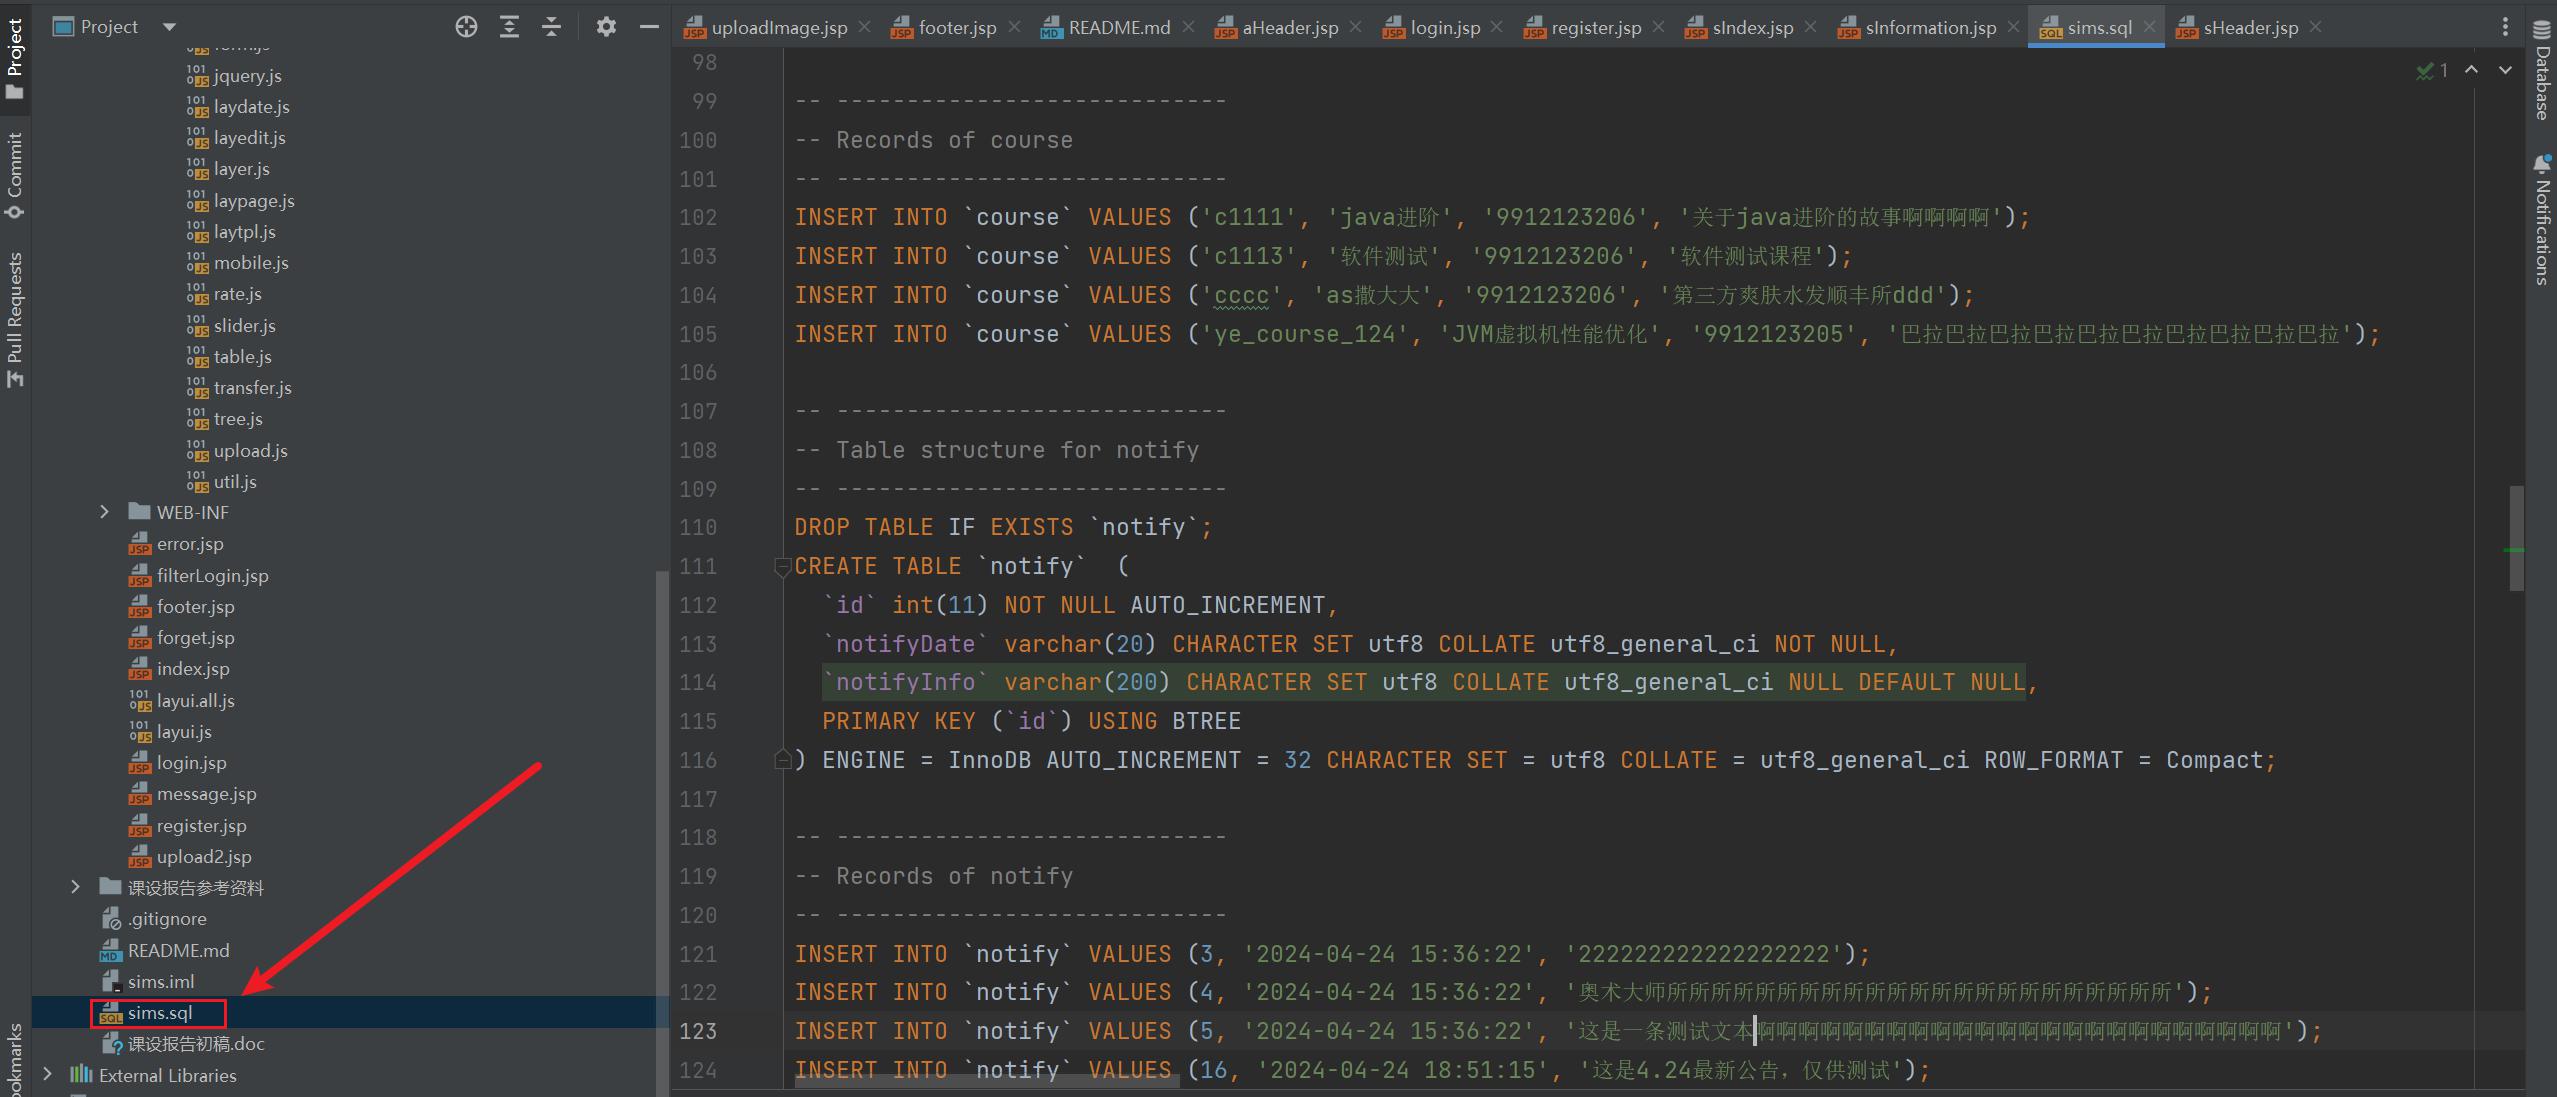 Project
uploadImage.jsp
footer.jsp
README.md
aHeader.jsp
login.jsp
register.jsp
sIndex.jsp
sInformation.jsp
sims.sql
sHeader.jsp
Project
Commit
Pull Requests
Database
Notifications
1
jquery.js
laydate.js
layedit.js
layer.js
laypage.js
laytpl.js
mobile.js
rate.js
slider.js
table.js
transfer.js
tree.js
upload.js
util.js
WEB-INF
error.jsp
filterLogin.jsp
footer.jsp
forget.jsp
index.jsp
layui.all.js
layui.js
login.jsp
message.jsp
register.jsp
upload2.jsp
课设报告参考资料
.gitignore
README.md
sims.iml
sims.sql
课设报告初稿.doc
External Libraries
98
99 -- ----------------------------
100 -- Records of course
101 -- ----------------------------
102 INSERT INTO `course` VALUES ('c1111', 'java进阶', '9912123206', '关于java进阶的故事啊啊啊啊');
103 INSERT INTO `course` VALUES ('c1113', '软件测试', '9912123206', '软件测试课程');
104 INSERT INTO `course` VALUES ('cccc', 'as撒大大', '9912123206', '第三方爽肤水发顺丰所ddd');
105 INSERT INTO `course` VALUES ('ye_course_124', 'JVM虚拟机性能优化', '9912123205', '巴拉巴拉巴拉巴拉巴拉巴拉巴拉巴拉巴拉巴拉');
106
107 -- ----------------------------
108 -- Table structure for notify
109 -- ----------------------------
110 DROP TABLE IF EXISTS `notify`;
111 CREATE TABLE `notify`  (
112 `id` int(11) NOT NULL AUTO_INCREMENT,
113 `notifyDate` varchar(20) CHARACTER SET utf8 COLLATE utf8_general_ci NOT NULL,
114 `notifyInfo` varchar(200) CHARACTER SET utf8 COLLATE utf8_general_ci NULL DEFAULT NULL,
115 PRIMARY KEY (`id`) USING BTREE
116 ) ENGINE = InnoDB AUTO_INCREMENT = 32 CHARACTER SET = utf8 COLLATE = utf8_general_ci ROW_FORMAT = Compact;
117
118 -- ----------------------------
119 -- Records of notify
120 -- ----------------------------
121 INSERT INTO `notify` VALUES (3, '2024-04-24 15:36:22', '222222222222222222');
122 INSERT INTO `notify` VALUES (4, '2024-04-24 15:36:22', '奥术大师所所所所所所所所所所所所所所所所所所所所所所所');
123 INSERT INTO `notify` VALUES (5, '2024-04-24 15:36:22', '这是一条测试文本啊啊啊啊啊啊啊啊啊啊啊啊啊啊啊啊啊啊啊啊啊啊啊啊');
124 INSERT INTO `notify` VALUES (16, '2024-04-24 18:51:15', '这是4.24最新公告，仅供测试');